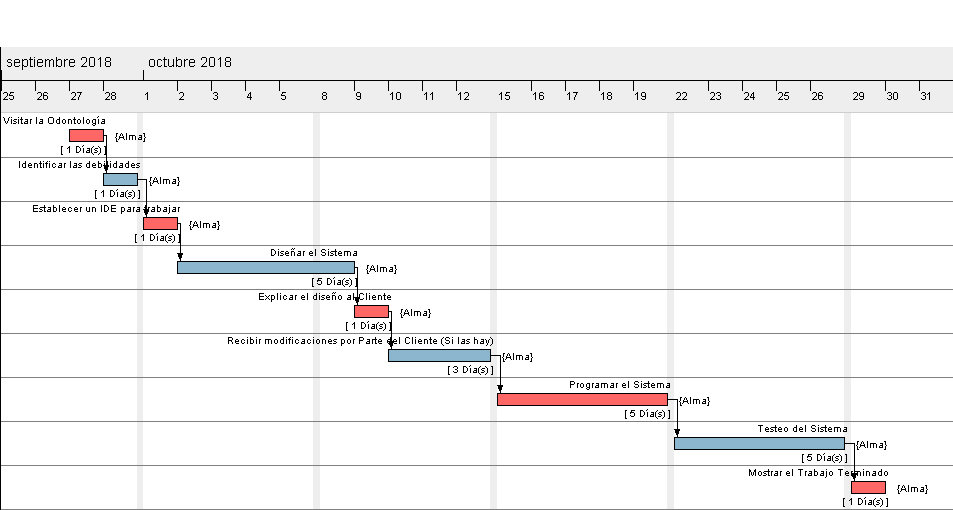 septiembre 2018 octubre 2018
25 26 27 28 1 2 3 4 5 8 9 10 11 12 15 16 17 18 19 22 23 25 26 29 30 31
Visitar la Odontología
{Alma}
[ 1 Día(s) ]
Identificar las debilidades
{Alma}
[ 1 Día(s) ]
Establecer un IDE para trabajar
{Alma}
[ 1 Día(s) ]
Diseñar el Sistema
{Alma}
[ 5 Día(s) ]
Explicar el diseño al Cliente
{Alma}
[ 1 Día(s) ]
Recibir modificaciones por Parte del Cliente (Si las hay)
{Alma}
[ 3 Día(s) ]
Programar el Sistema
{Alma}
[ 5 Día(s) ]
Testeo del Sistema
{Alma}
[ 5 Día(s) ]
Mostrar el Trabajo Terminado
{Alma}
[ 1 Día(s) ]